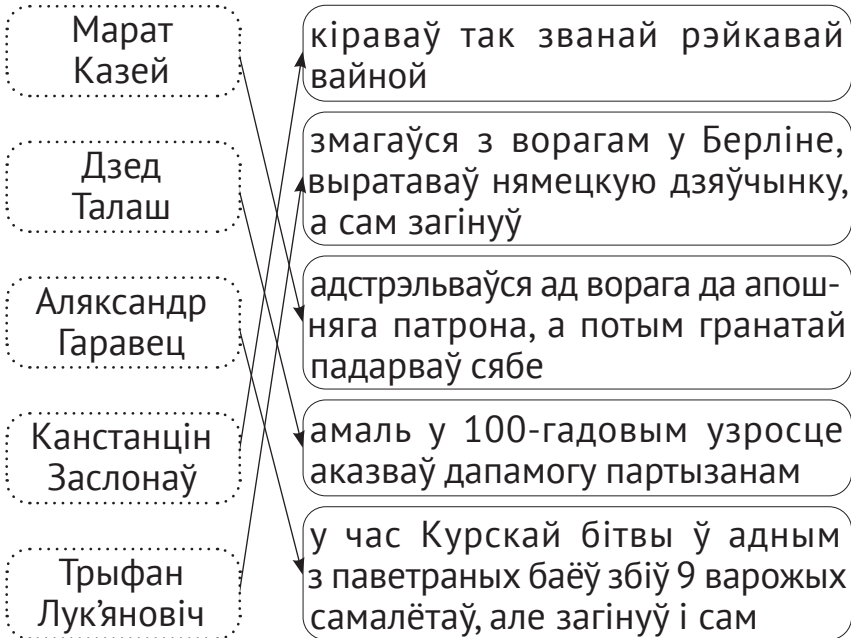 Марат
Казей
Дзед
Талаш
Аляксандр
Гаравец
Канстанцін
Заслонаў
Трыфан
Лук’яновіч
кіраваў так званай рэйкавай
вайной
змагаўся з ворагам у Берліне,
выратаваў нямецкую дзяўчынку,
а сам загінуў
адстрэльваўся ад ворага да апош-
няга патрона, а потым гранатай
падарваў сябе
амаль у 100-гадовым узросце
аказваў дапамогу партызанам
у час Курскай бітвы ў адным
з паветраных баёў збіў 9 варожых
самалётаў, але загінуў і сам